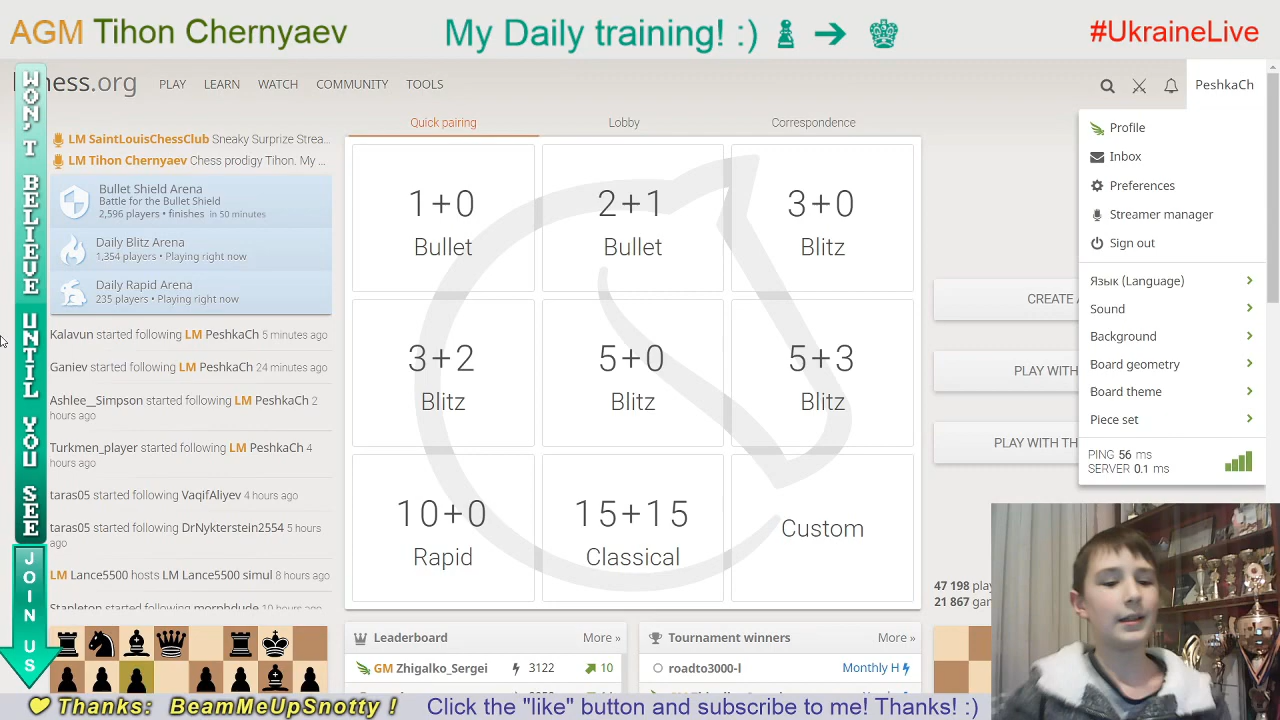 AGM Tihon Chernyaev
My Daily training! :)
#UkraineLive
WON'T BELIEVE UNTIL YOU SEE
JOIN US
hess.org
PLAY LEARN WATCH COMMUNITY TOOLS
PeshkaCh
LM SaintLouisChessClub Sneaky Surprize Strea...
LM Tihon Chernyaev Chess prodigy Tihon. My ...
Bullet Shield Arena
Battle for the Bullet Shield
2,596 players • finishes in 50 minutes
Daily Blitz Arena
1,354 players • Playing right now
Daily Rapid Arena
235 players • Playing right now
Kalavun started following LM PeshkaCh 5 minutes ago
Ganiev started following LM PeshkaCh 24 minutes ago
Ashlee__Simpson started following LM PeshkaCh 2
hours ago
Turkmen_player started following LM PeshkaCh 4
hours ago
taras05 started following VaqifAliyev 4 hours ago
taras05 started following DrNykterstein2554 5 hours
ago
LM Lance5500 hosts LM Lance5500 simul 8 hours ago
Stapleton started following morphdude 10 hours ago
Quick pairing Lobby Correspondence
1+0
Bullet
2+1
Bullet
3+0
Blitz
3+2
Blitz
5+0
Blitz
5+3
Blitz
10+0
Rapid
15+15
Classical
Custom
CREATE A
PLAY WITH
PLAY WITH TH
Profile
Inbox
Preferences
Streamer manager
Sign out
Язык (Language)
Sound
Background
Board geometry
Board theme
Piece set
PING 56 ms
SERVER 0.1 ms
47 198 play
21 867 gam
Leaderboard More »
GM Zhigalko_Sergei 3122 10
Tournament winners More »
roadto3000-l Monthly H
Thanks: BeamMeUpSnotty !
Click the "like" button and subscribe to me! Thanks! :)